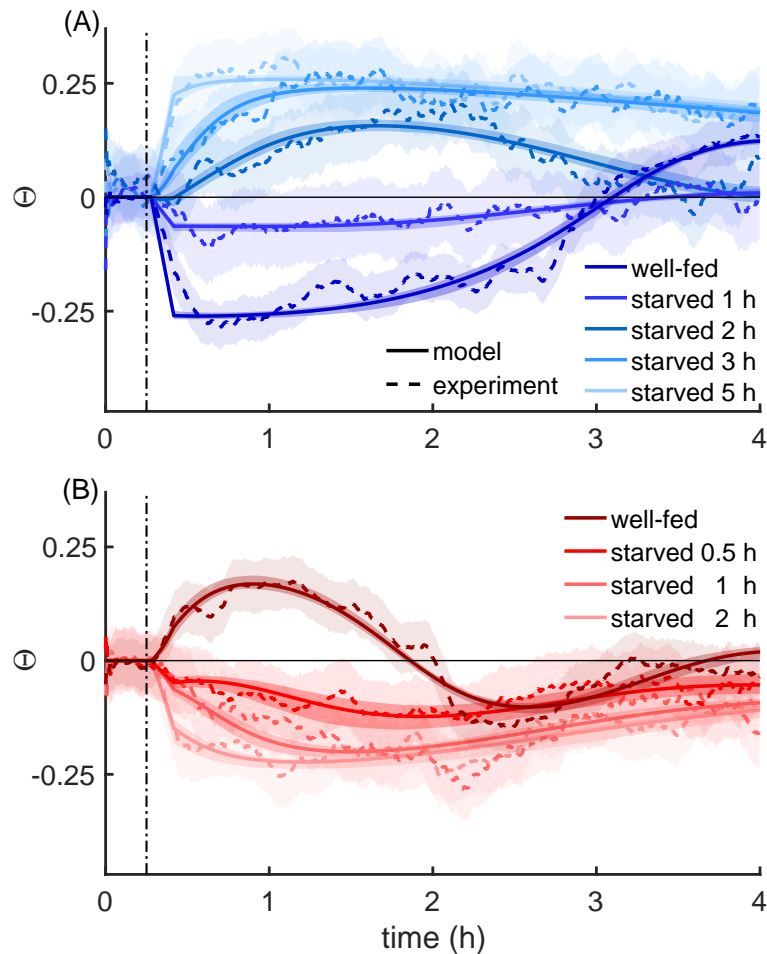 (A)
0.25
0
-0.25
Θ
well-fed
starved 1 h
starved 2 h
starved 3 h
starved 5 h
model
experiment
0 1 2 3 4
(B)
0.25
0
-0.25
Θ
well-fed
starved 0.5 h
starved 1 h
starved 2 h
0 1 2 3 4
time (h)